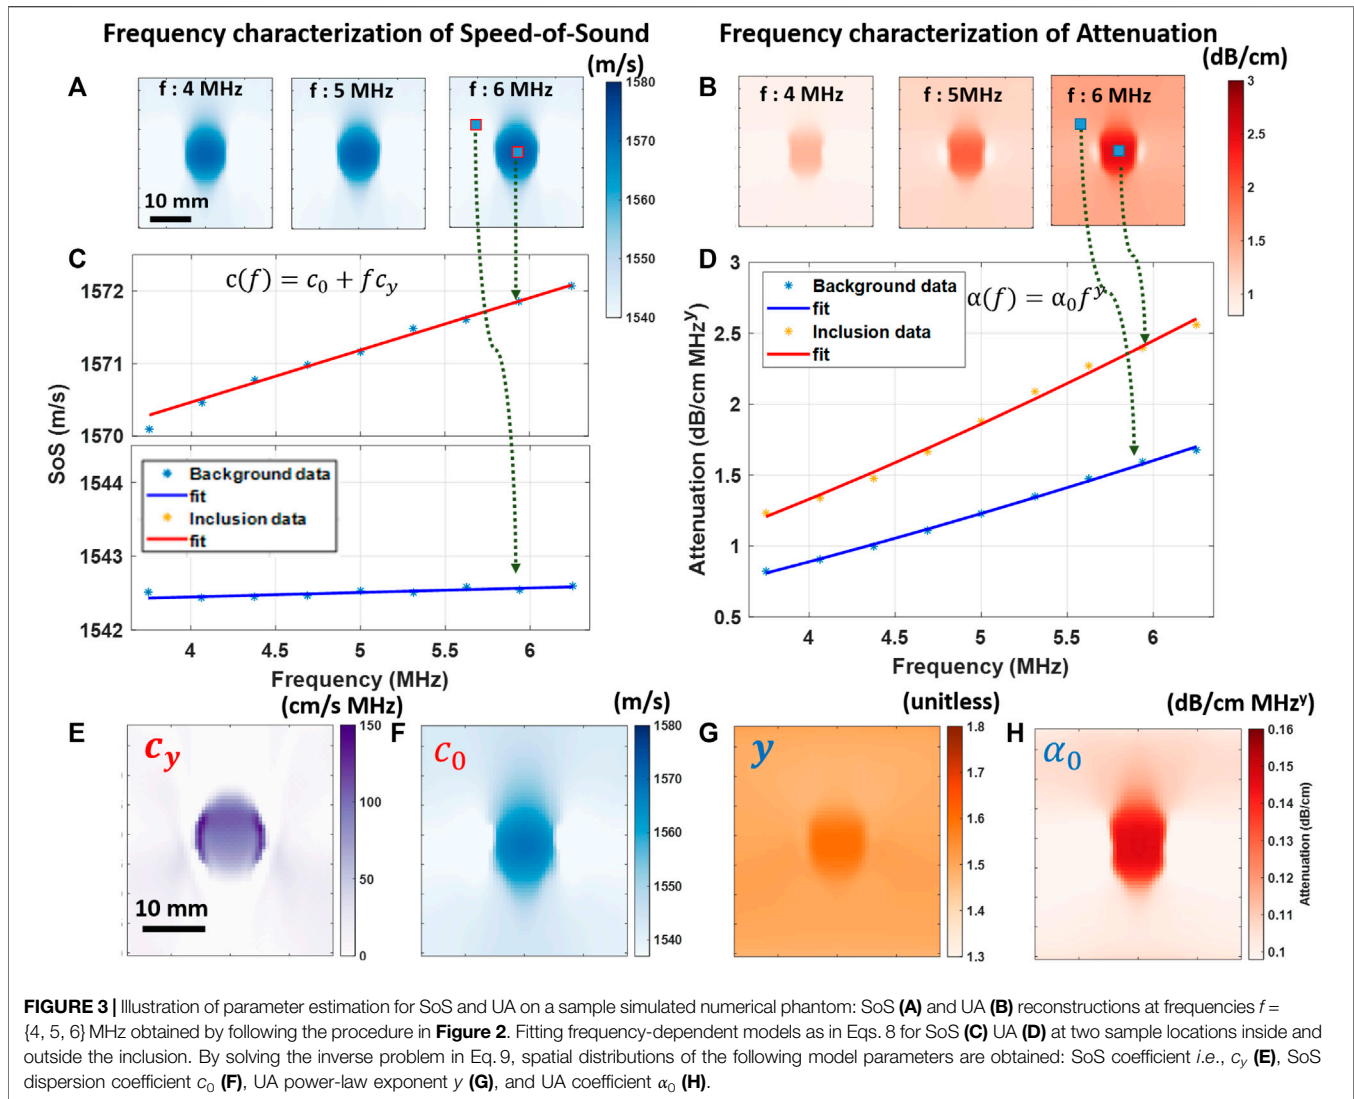 Frequency characterization of Speed-of-Sound
Frequency characterization of Attenuation
A
f : 4 MHz
f : 5 MHz
f : 6 MHz
(m/s)
1580
1570
1560
1550
1540
10 mm
B
f : 4 MHz
f : 5MHz
f : 6 MHz
(dB/cm)
3
2.5
2
1.5
1
C
c(f) = c₀ + fc_y
1572
1571
1570
SoS (m/s)
1544
1543
1542
Background data
fit
Inclusion data
fit
4
4.5
5
5.5
6
Frequency (MHz)
D
α(f) = α₀f^y
Background data
fit
Inclusion data
fit
Attenuation (dB/cm MHz^y)
3
2.5
2
1.5
1
0.5
4
4.5
5
5.5
6
Frequency (MHz)
E
(cm/s MHz)
c_y
150
100
50
0
10 mm
F
(m/s)
c₀
1580
1570
1560
1550
1540
G
(unitless)
y
1.8
1.7
1.6
1.5
1.4
1.3
H
(dB/cm MHz^y)
α₀
0.16
0.15
0.14
0.13
0.12
0.11
0.1
Attenuation (dB/cm)
FIGURE 3 | Illustration of parameter estimation for SoS and UA on a sample simulated numerical phantom: SoS (A) and UA (B) reconstructions at frequencies f =
{4, 5, 6} MHz obtained by following the procedure in Figure 2. Fitting frequency-dependent models as in Eqs. 8 for SoS (C) UA (D) at two sample locations inside and
outside the inclusion. By solving the inverse problem in Eq. 9, spatial distributions of the following model parameters are obtained: SoS coefficient i.e., c_y (E), SoS
dispersion coefficient c₀ (F), UA power-law exponent y (G), and UA coefficient α₀ (H).